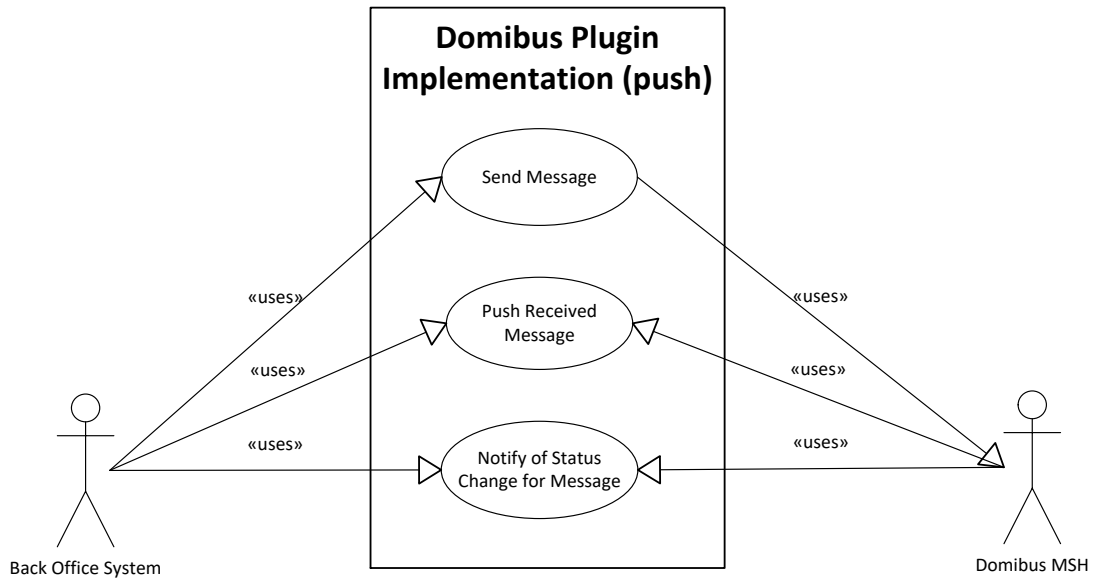 Domibus Plugin
Implementation (push)
Send Message
«uses»
«uses»
Push Received
Message
«uses»
«uses»
«uses»
«uses»
Notify of Status
Change for Message
Back Office System
Domibus MSH